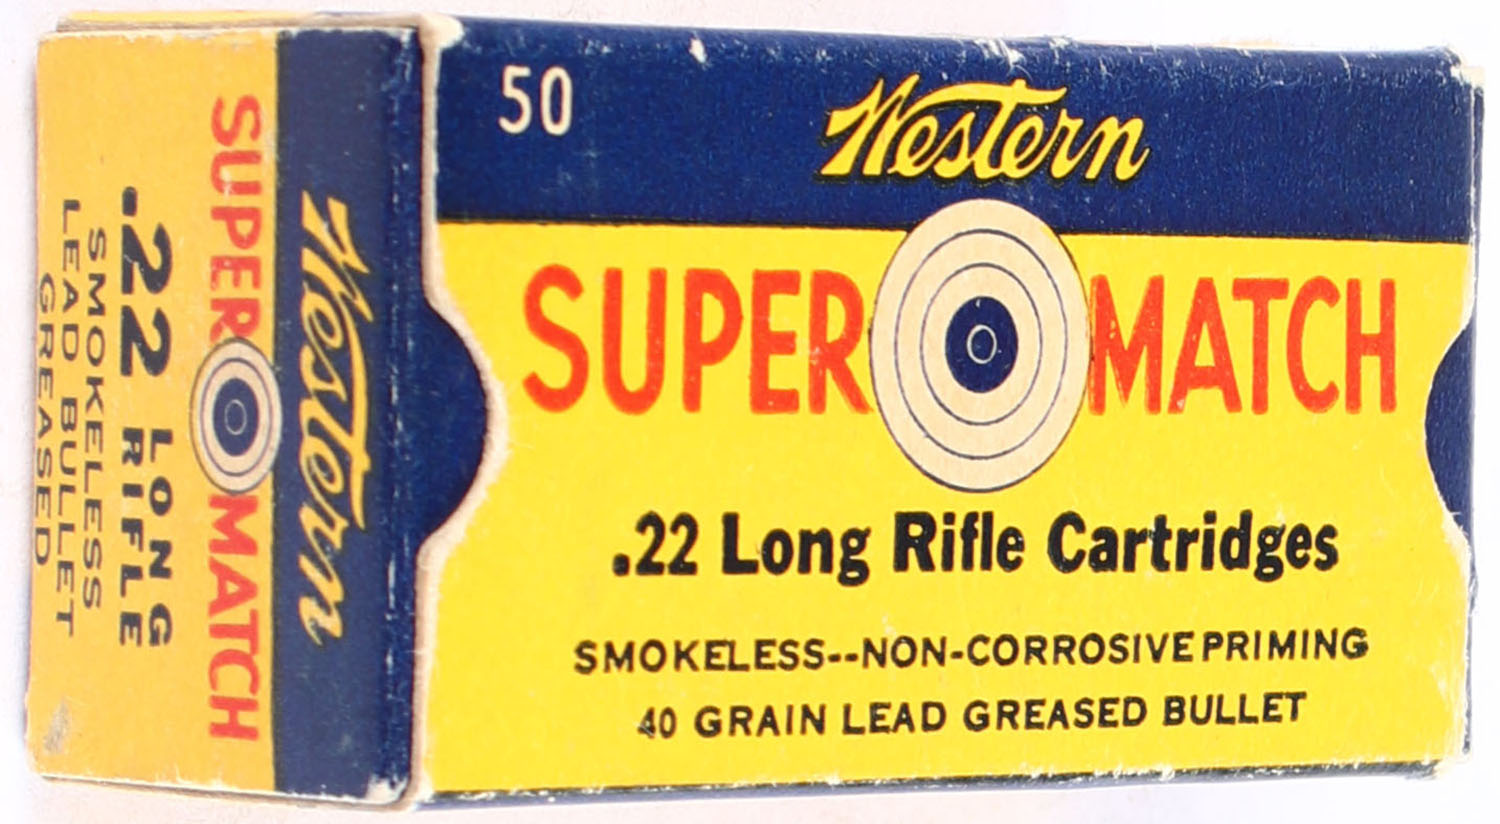 50
Western
SUPER MATCH
.22 Long Rifle Cartridges
SMOKELESS--NON-CORROSIVE PRIMING
40 GRAIN LEAD GREASED BULLET
Western
SUPER MATCH
.22 LONG
RIFLE
SMOKELESS
LEAD BULLET
GREASED